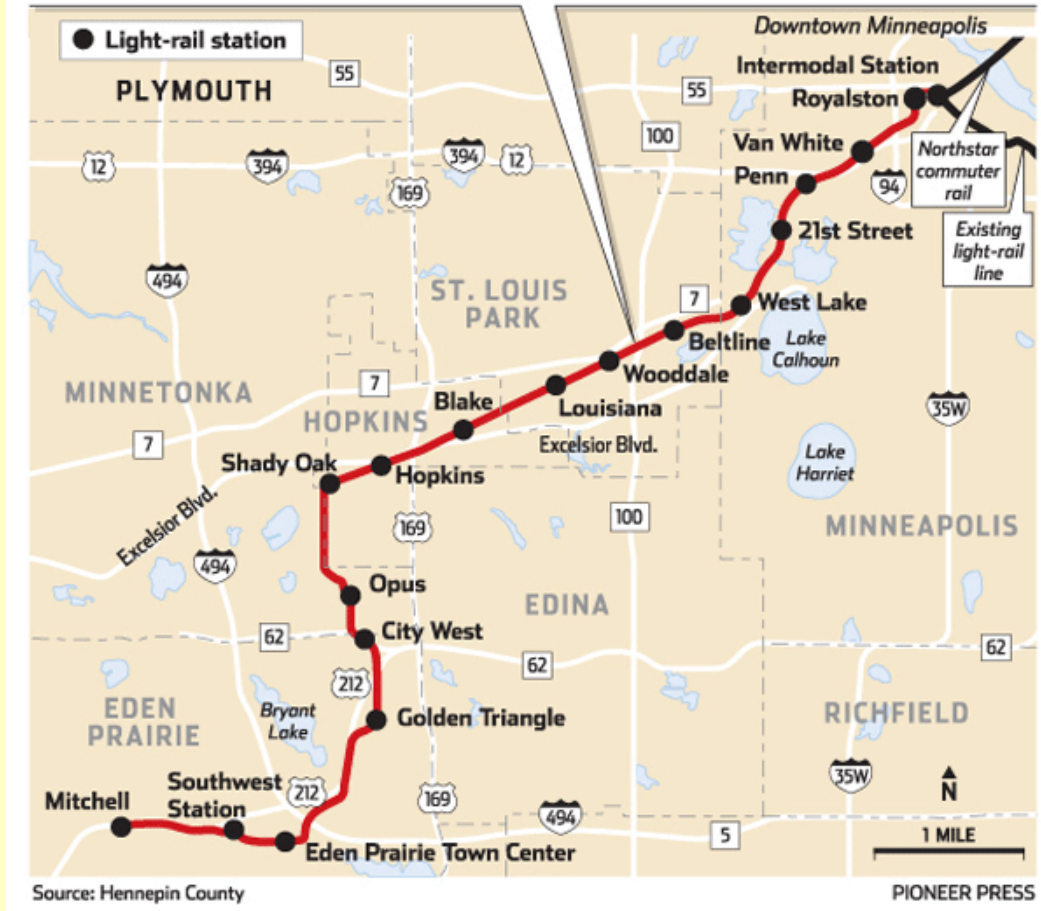 Light-rail station
Downtown Minneapolis
Intermodal Station
55
PLYMOUTH
55
Royalston
100
Van White
Northstar
commuter
rail
12
394
394
12
Penn
94
169
21st Street
Existing
light-rail
line
494
ST. LOUIS
PARK
7
West Lake
Beltline
Lake
Calhoun
MINNETONKA
7
Wooddale
HOPKINS
Blake
Louisiana
35W
7
Excelsior Blvd.
Lake
Harriet
Shady Oak
Hopkins
Excelsior Blvd.
169
100
MINNEAPOLIS
494
Opus
EDINA
62
City West
62
62
212
EDEN
PRAIRIE
Bryant
Lake
Golden Triangle
RICHFIELD
Southwest
Station
212
169
35W
N
Mitchell
494
5
1 MILE
Eden Prairie Town Center
Source: Hennepin County
PIONEER PRESS